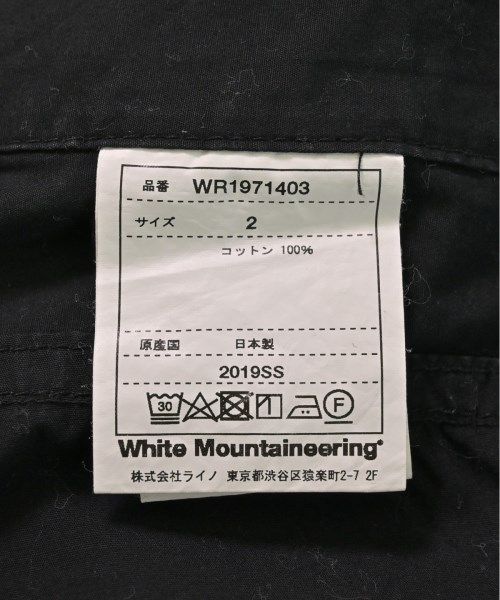 品番 WR1971403
サイズ 2
コットン 100%
原産国 日本製
2019SS
30 F
White Mountaineering®
株式会社ライノ 東京都渋谷区猿楽町2-7 2F